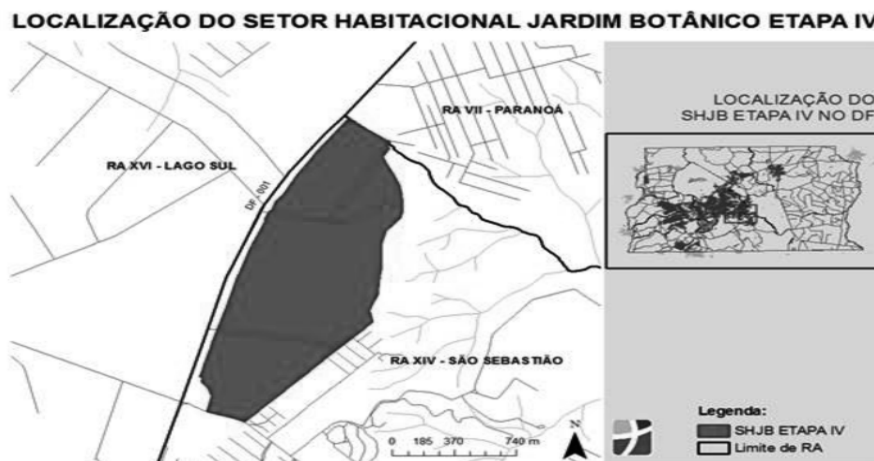 LOCALIZAÇÃO DO SETOR HABITACIONAL JARDIM BOTÂNICO ETAPA IV
RA VII - PARANOÁ
RA XVI - LAGO SUL
DF 001
RA XIV - SÃO SEBASTIÃO
0 185 370 740 m
N
LOCALIZAÇÃO DO
SHJB ETAPA IV NO DF
Legenda:
SHJB ETAPA IV
Limite de RA